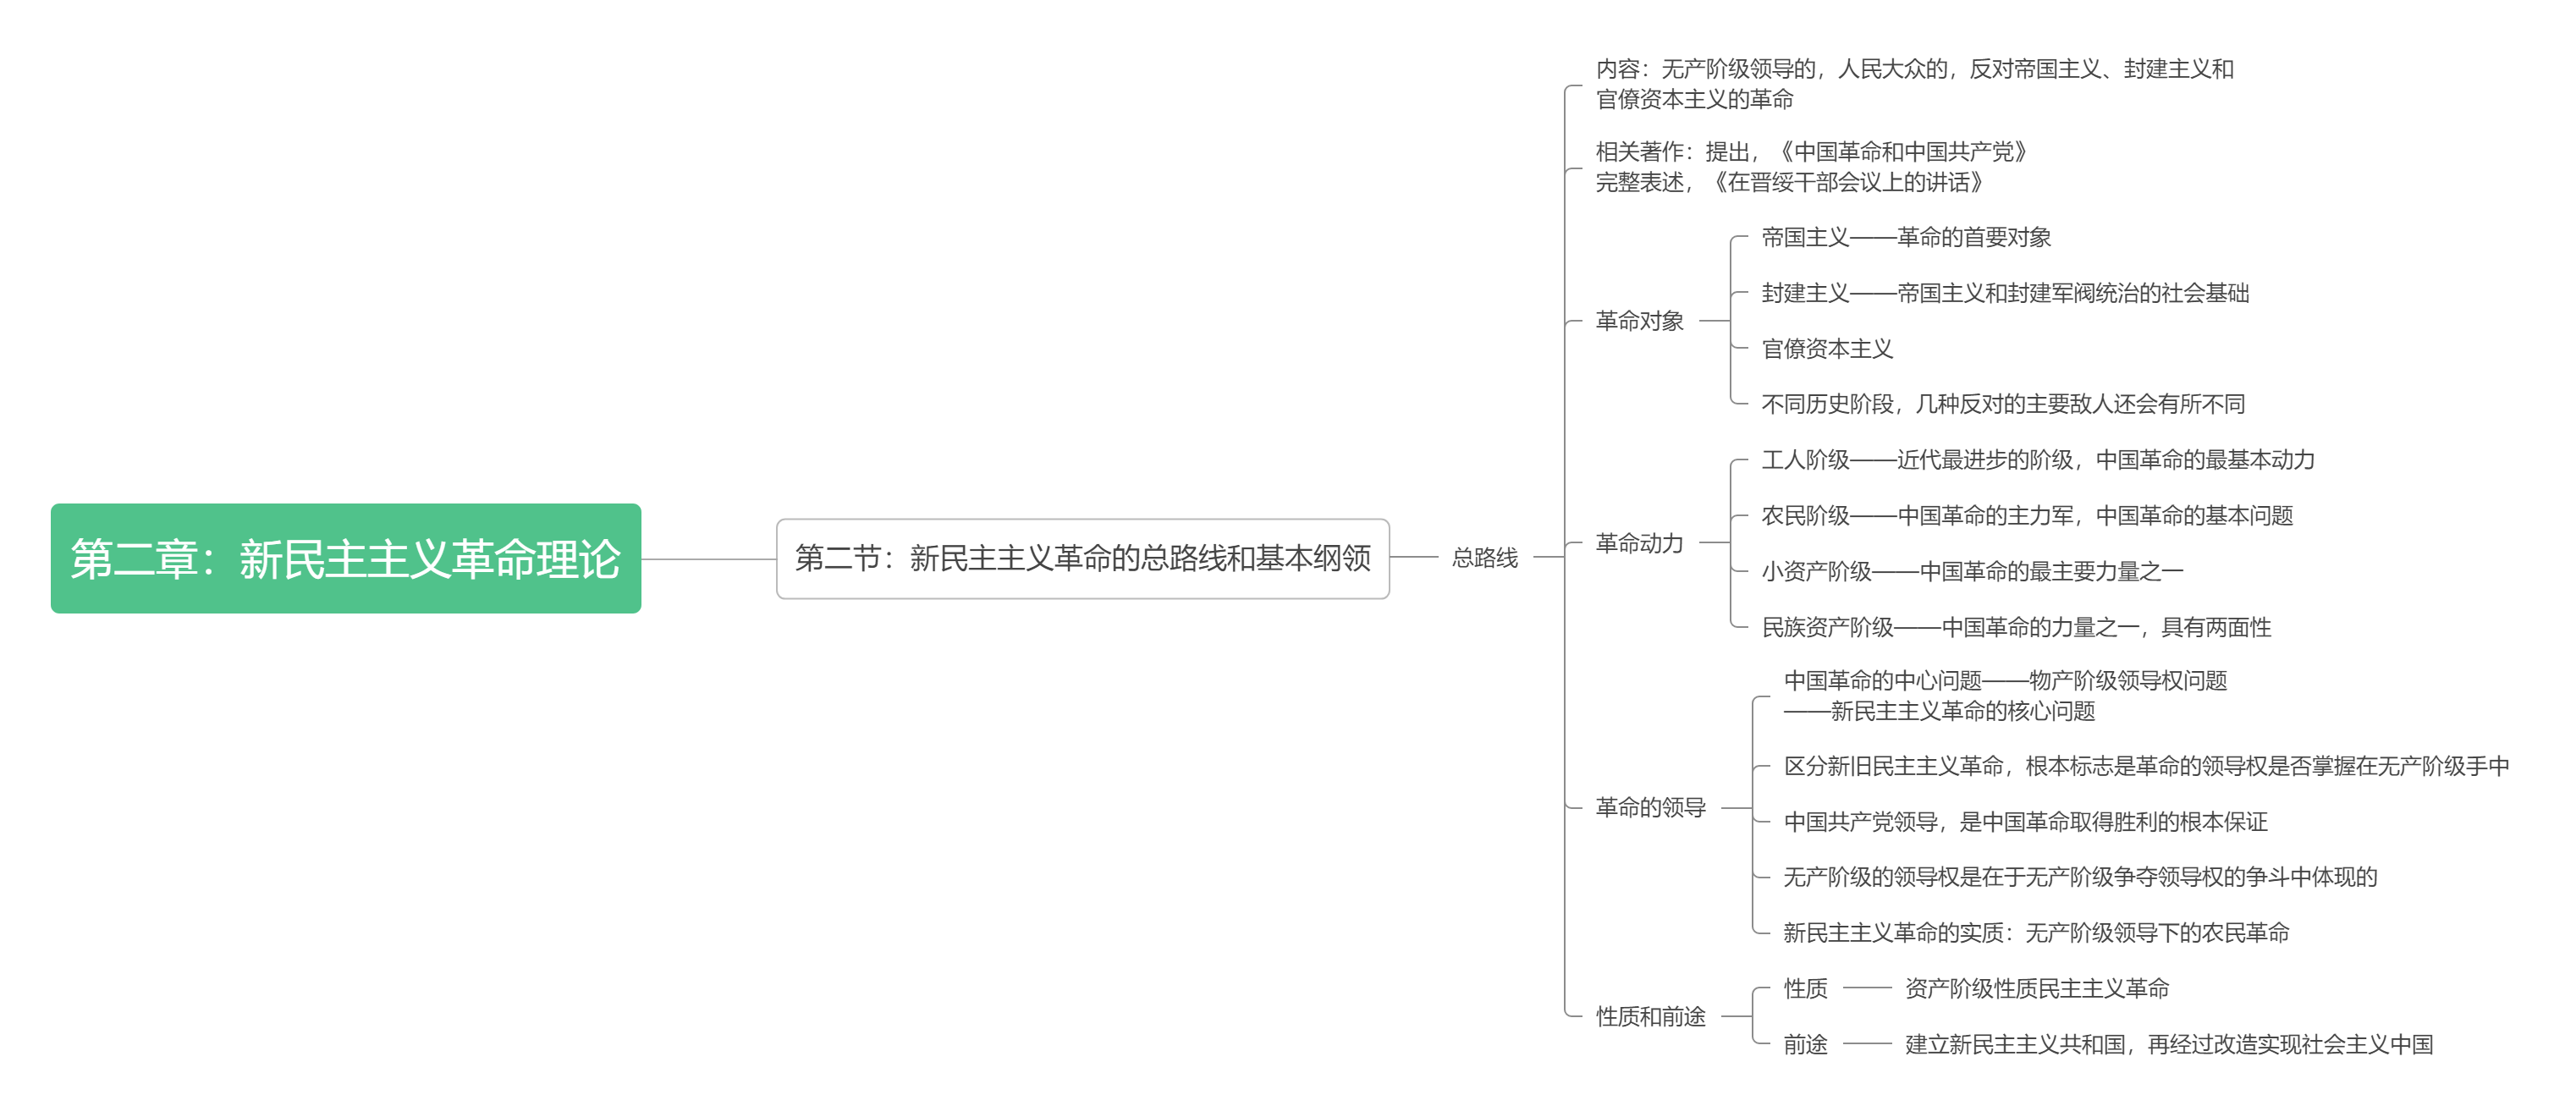 第二章：新民主主义革命理论
第二节：新民主主义革命的总路线和基本纲领
总路线
内容：无产阶级领导的，人民大众的，反对帝国主义、封建主义和
官僚资本主义的革命
相关著作：提出，《中国革命和中国共产党》
完整表述，《在晋绥干部会议上的讲话》
革命对象
帝国主义——革命的首要对象
封建主义——帝国主义和封建军阀统治的社会基础
官僚资本主义
不同历史阶段，几种反对的主要敌人还会有所不同
革命动力
工人阶级——近代最进步的阶级，中国革命的最基本动力
农民阶级——中国革命的主力军，中国革命的基本问题
小资产阶级——中国革命的最主要力量之一
民族资产阶级——中国革命的力量之一，具有两面性
革命的领导
中国革命的中心问题——物产阶级领导权问题
——新民主主义革命的核心问题
区分新旧民主主义革命，根本标志是革命的领导权是否掌握在无产阶级手中
中国共产党领导，是中国革命取得胜利的根本保证
无产阶级的领导权是在于无产阶级争夺领导权的争斗中体现的
新民主主义革命的实质：无产阶级领导下的农民革命
性质和前途
性质
资产阶级性质民主主义革命
前途
建立新民主主义共和国，再经过改造实现社会主义中国